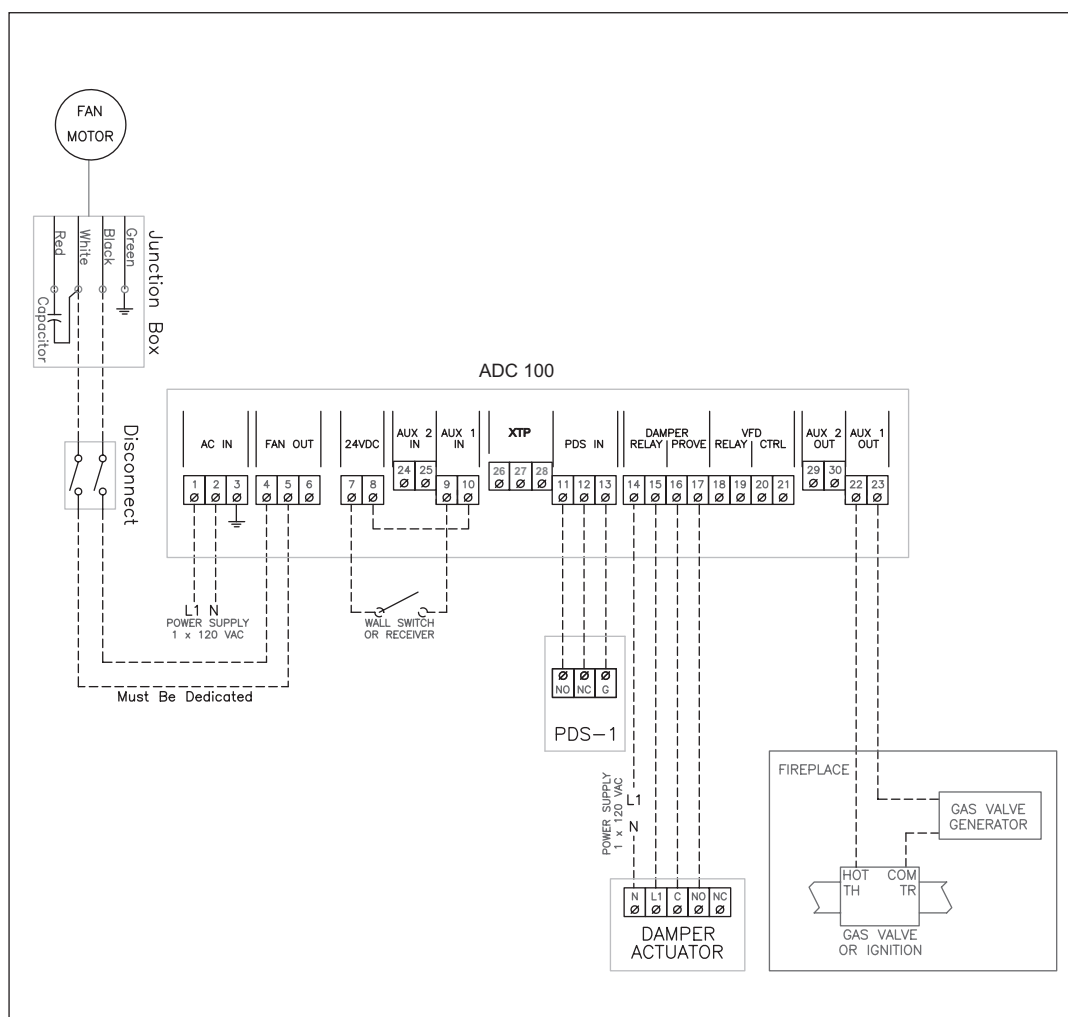 FAN
MOTOR
Red
White
Black
Green
Junction Box
Capacitor
Disconnect
ADC 100
AC IN
FAN OUT
24VDC
AUX 2
IN
AUX 1
IN
XTP
PDS IN
DAMPER
RELAY PROVE
VFD
RELAY CTRL
AUX 2
OUT
AUX 1
OUT
24 25
26 27 28
29 30
1 2 3 4 5 6 7 8 9 10 11 12 13 14 15 16 17 18 19 20 21 22 23
L1 N
POWER SUPPLY
1 x 120 VAC
WALL SWITCH
OR RECEIVER
Must Be Dedicated
NO NC G
PDS-1
POWER SUPPLY
1 x 120 VAC
L1
N
N L1 C NO NC
DAMPER
ACTUATOR
FIREPLACE
GAS VALVE
GENERATOR
HOT COM
TH TR
GAS VALVE
OR IGNITION